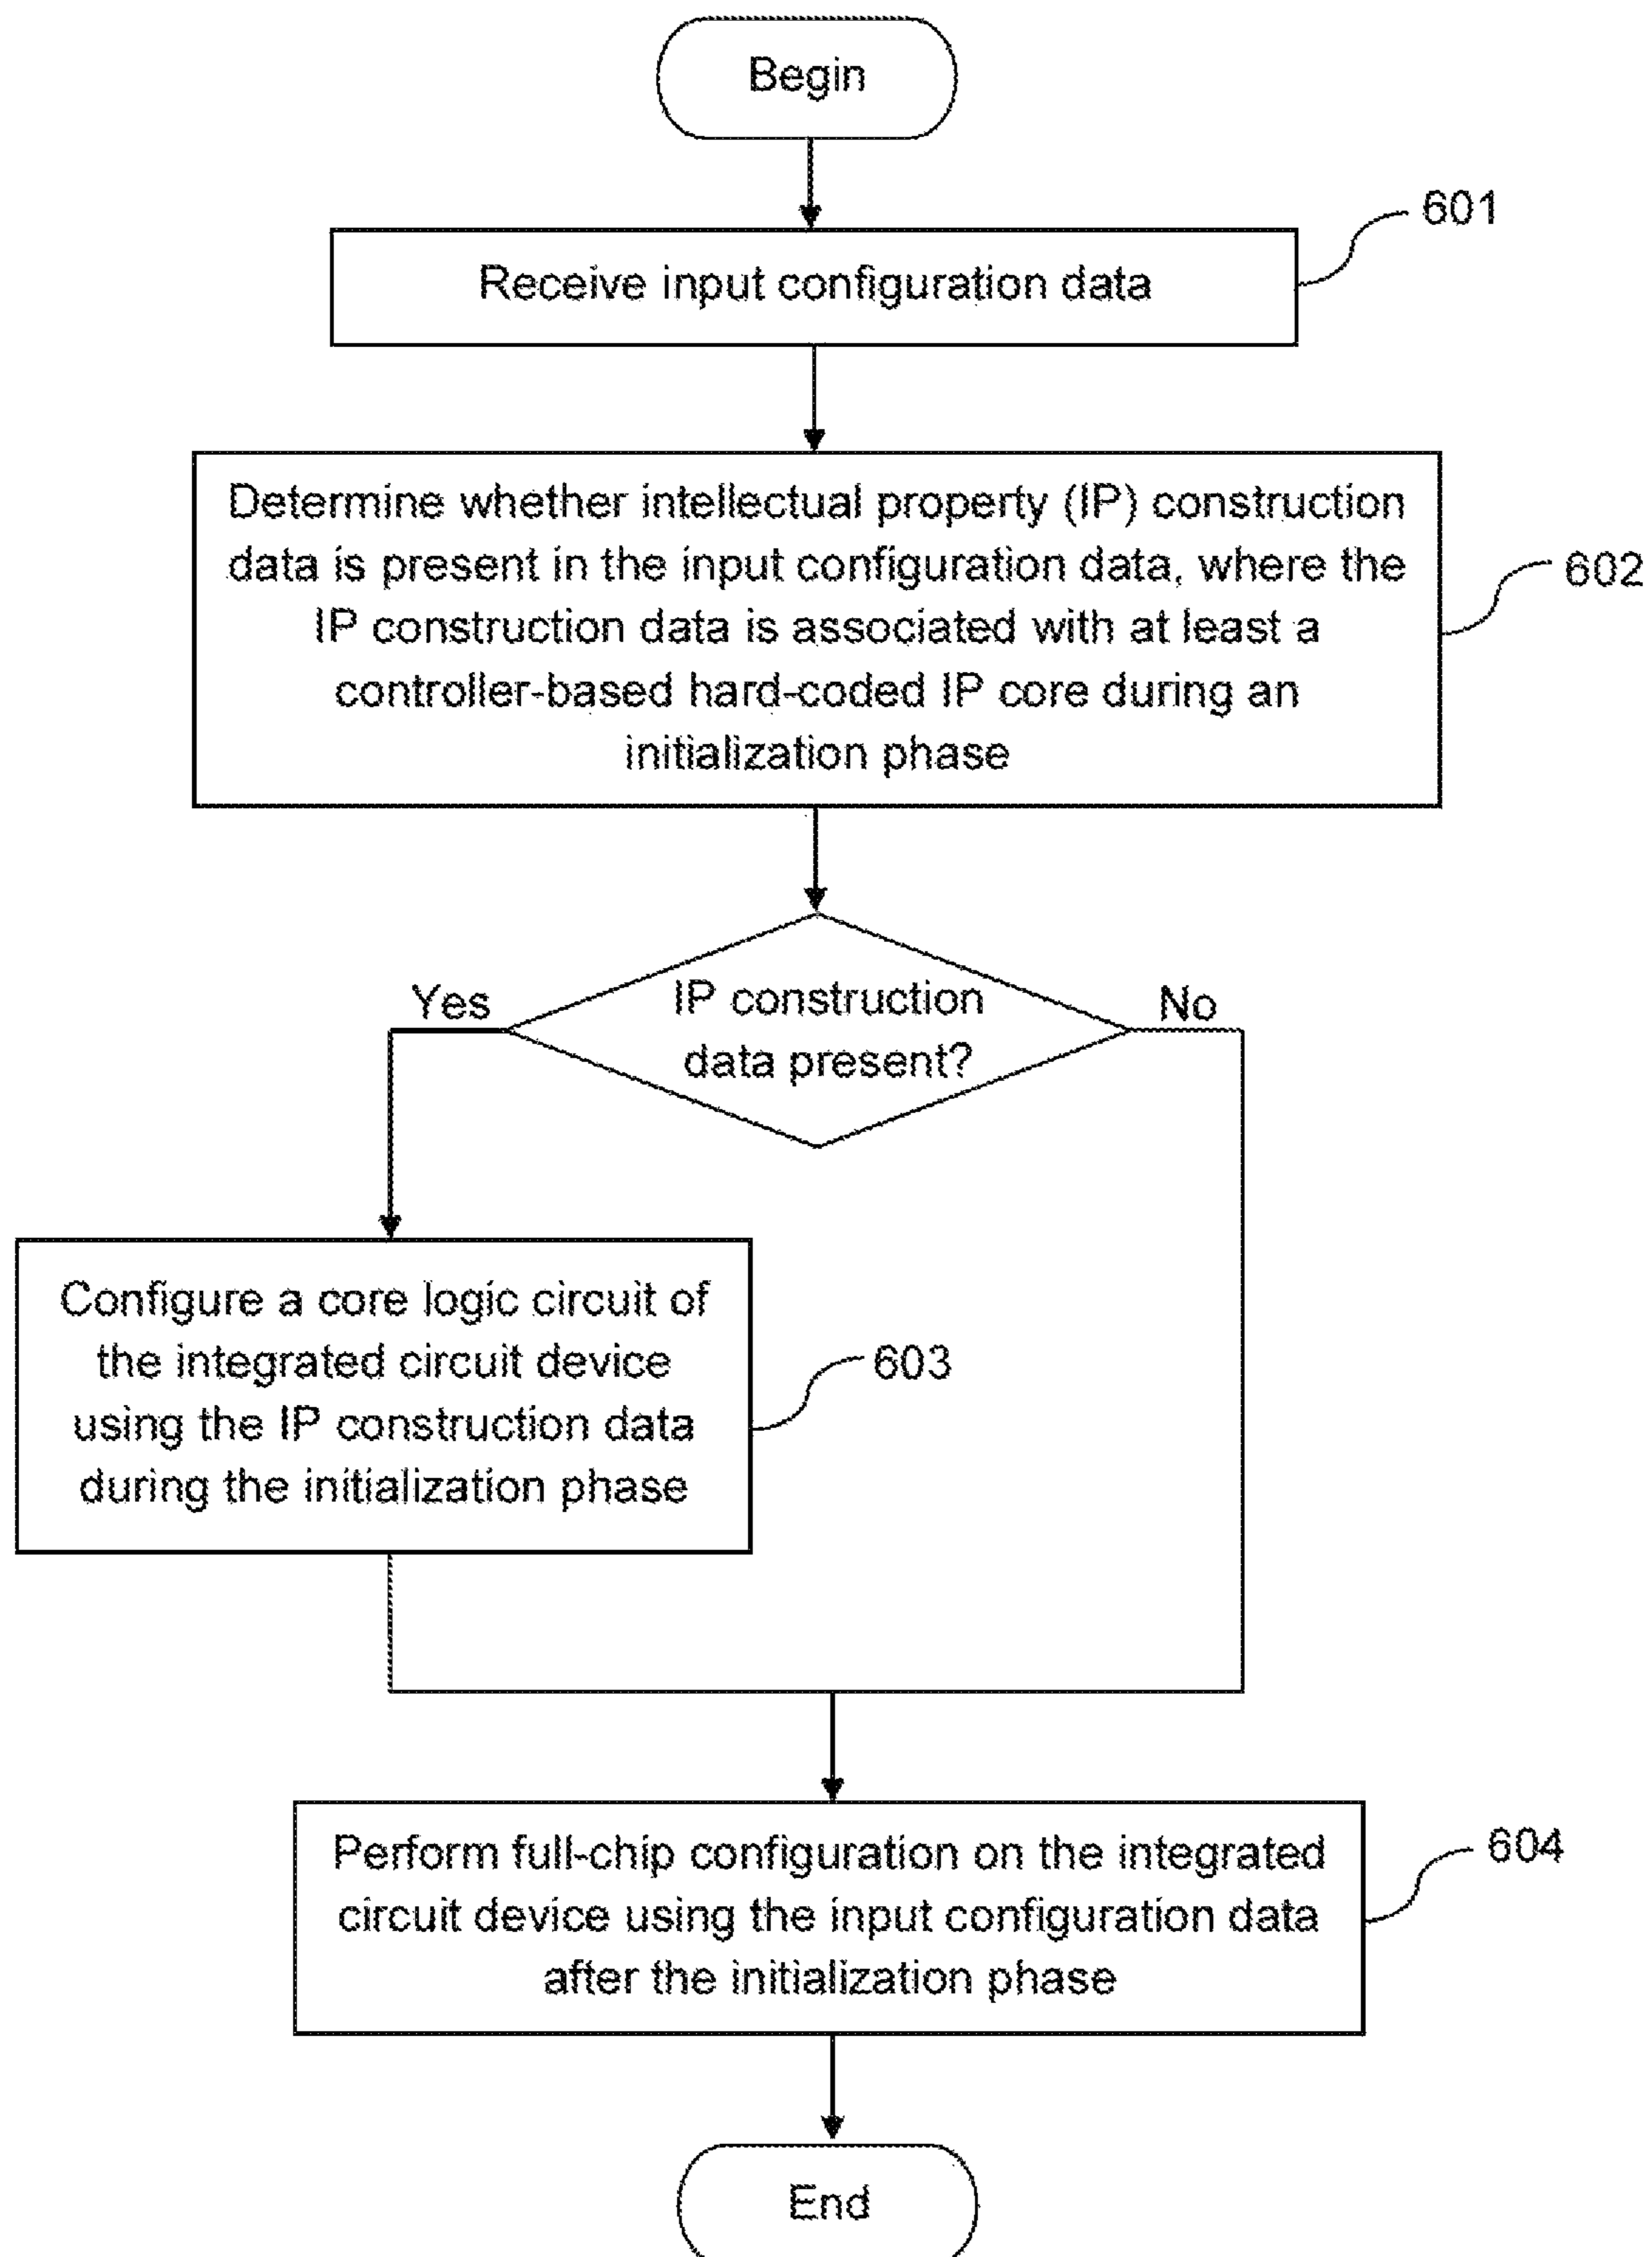 Begin
601
Receive input configuration data
Determine whether intellectual property (IP) construction
data is present in the input configuration data, where the
602
IP construction data is associated with at least a
controller-based hard-coded IP core during an
initialization phase
Yes
IP construction
No
data present?
Configure a core logic circuit of
the integrated circuit device
603
using the IP construction data
during the initialization phase
Perform full-chip configuration on the integrated
604
circuit device using the input configuration data
after the initialization phase
End